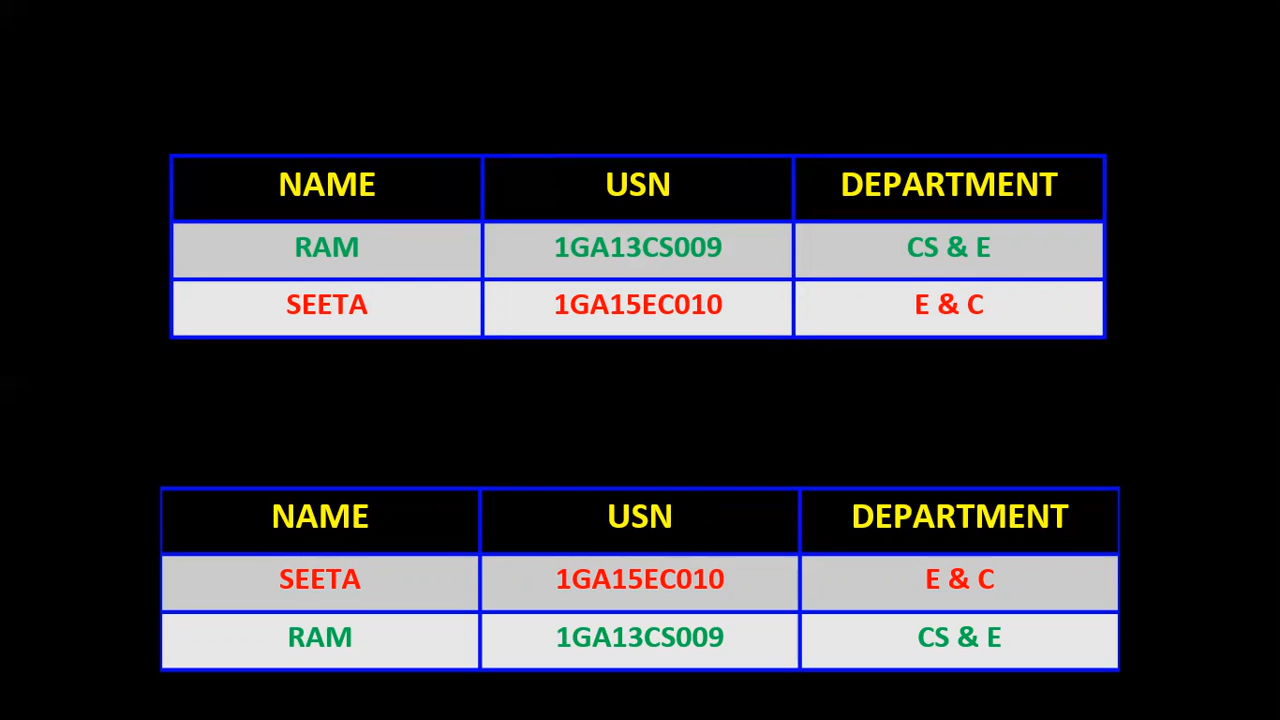 NAME USN DEPARTMENT
RAM 1GA13CS009 CS & E
SEETA 1GA15EC010 E & C
NAME USN DEPARTMENT
SEETA 1GA15EC010 E & C
RAM 1GA13CS009 CS & E